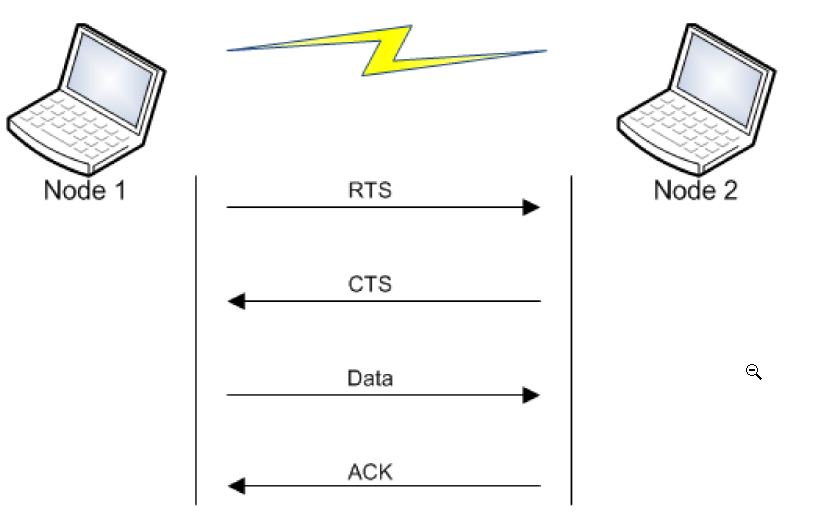 Node 1
Node 2
RTS
CTS
Data
ACK